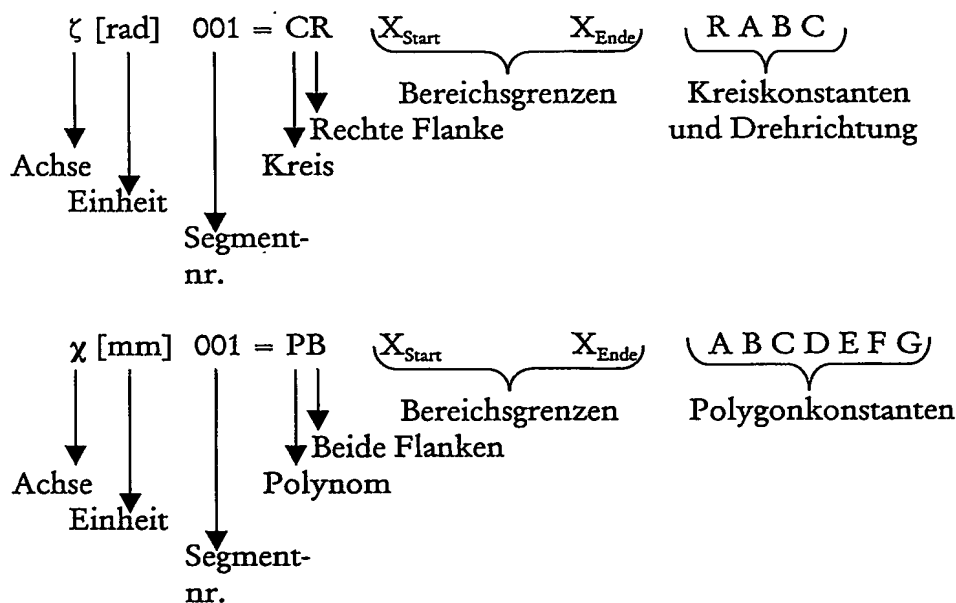 ζ [rad] 001 = CR X_Start X_Ende R A B C
Bereichsgrenzen Kreiskonstanten
Rechte Flanke und Drehrichtung
Achse Kreis
Einheit
Segment-
nr.
χ [mm] 001 = PB X_Start X_Ende A B C D E F G
Bereichsgrenzen Polygonkonstanten
Beide Flanken
Achse Polynom
Einheit
Segment-
nr.